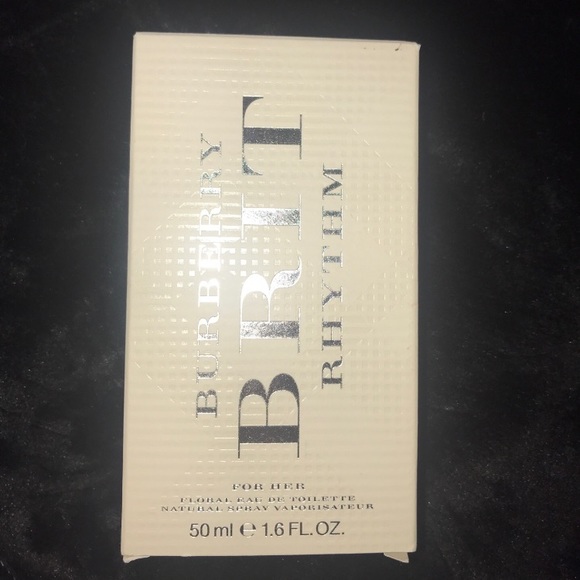 BURBERRY
BRIT
RHYTHM
FOR HER
FLORAL EAU DE TOILETTE
NATURAL SPRAY VAPORISATEUR
50 ml ℮ 1.6 FL.OZ.